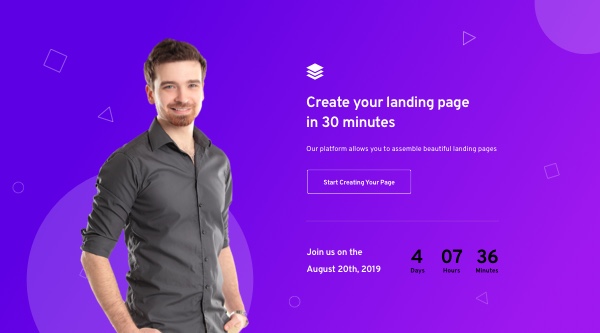 Create your landing page
in 30 minutes
Our platform allows you to assemble beautiful landing pages
Start Creating Your Page
Join us on the
August 20th, 2019
4 07 36
Days Hours Minutes